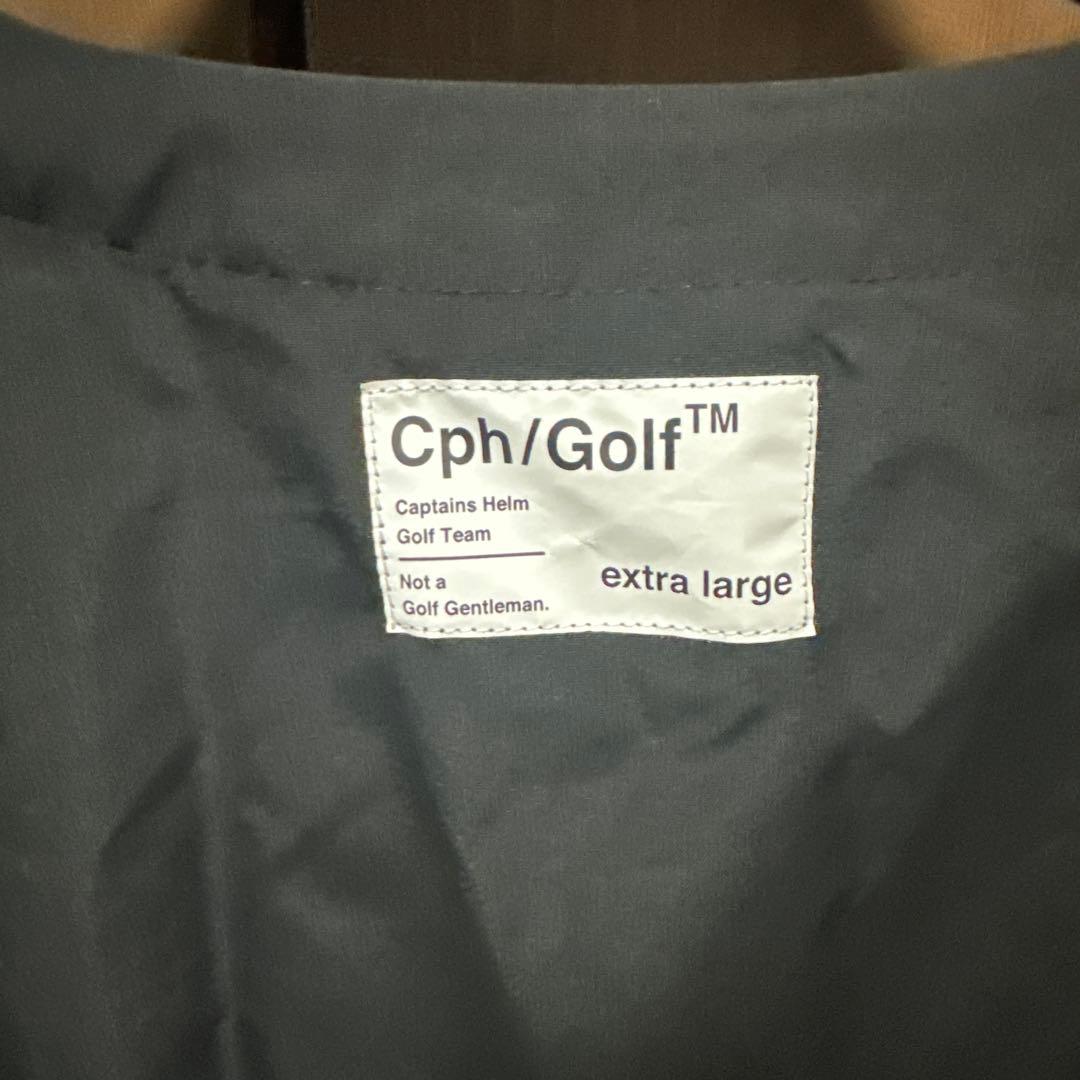 Cph/Golf™
Captains Helm
Golf Team
Not a
Golf Gentleman.
extra large